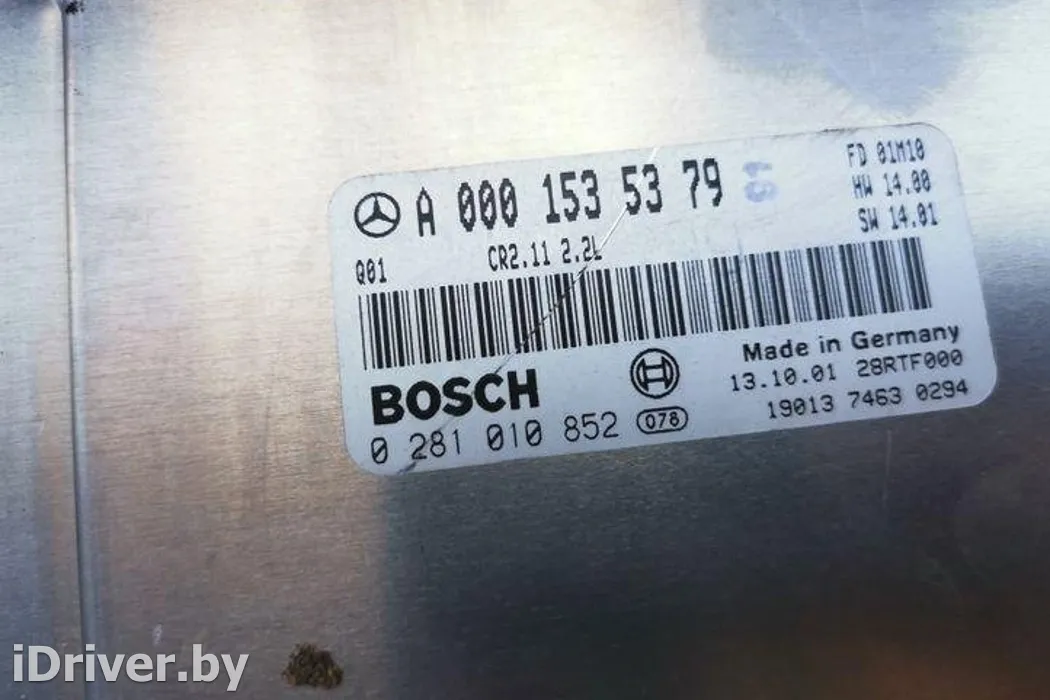 A 000 153 53 79
FD 01M10
HW 14.00
SW 14.01
Q01 CR2.11 2.2L
Made in Germany
BOSCH
13.10.01 28RTF000
0 281 010 852 078
19013 7463 0294
iDriver.by